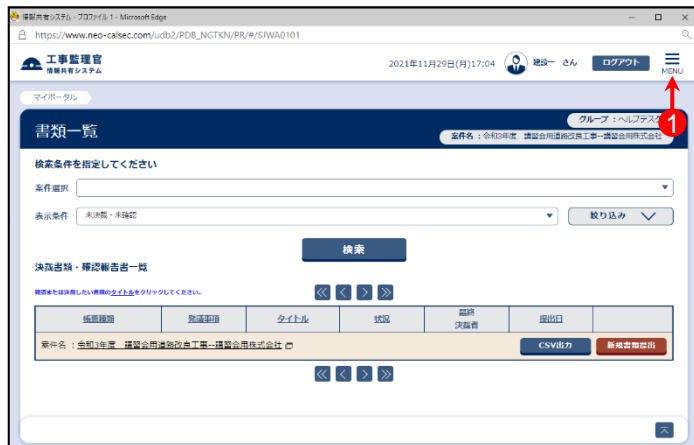 情報共有システム - プロファイル 1 - Microsoft Edge
https://www.neo-calsec.com/udb2/PDB_NGTKN/PR/#/SJWA0101
工事監理官
情報共有システム
2021年11月29日(月)17:04 建設一 さん ログアウト MENU
マイポータル
1
書類一覧
グループ：ヘルプデスク
案件名：令和3年度 講習会用道路改良工事--講習会用株式会社
検索条件を指定してください
案件選択
表示条件 未決裁・未確認 絞り込み
検索
決裁書類・確認報告書一覧
確認または決裁したい書類のタイトルをクリックしてください。
帳票種類 発議事項 タイトル 状況 最終決裁者 提出日
案件名：令和3年度 講習会用道路改良工事--講習会用株式会社 CSV出力 新規書類提出